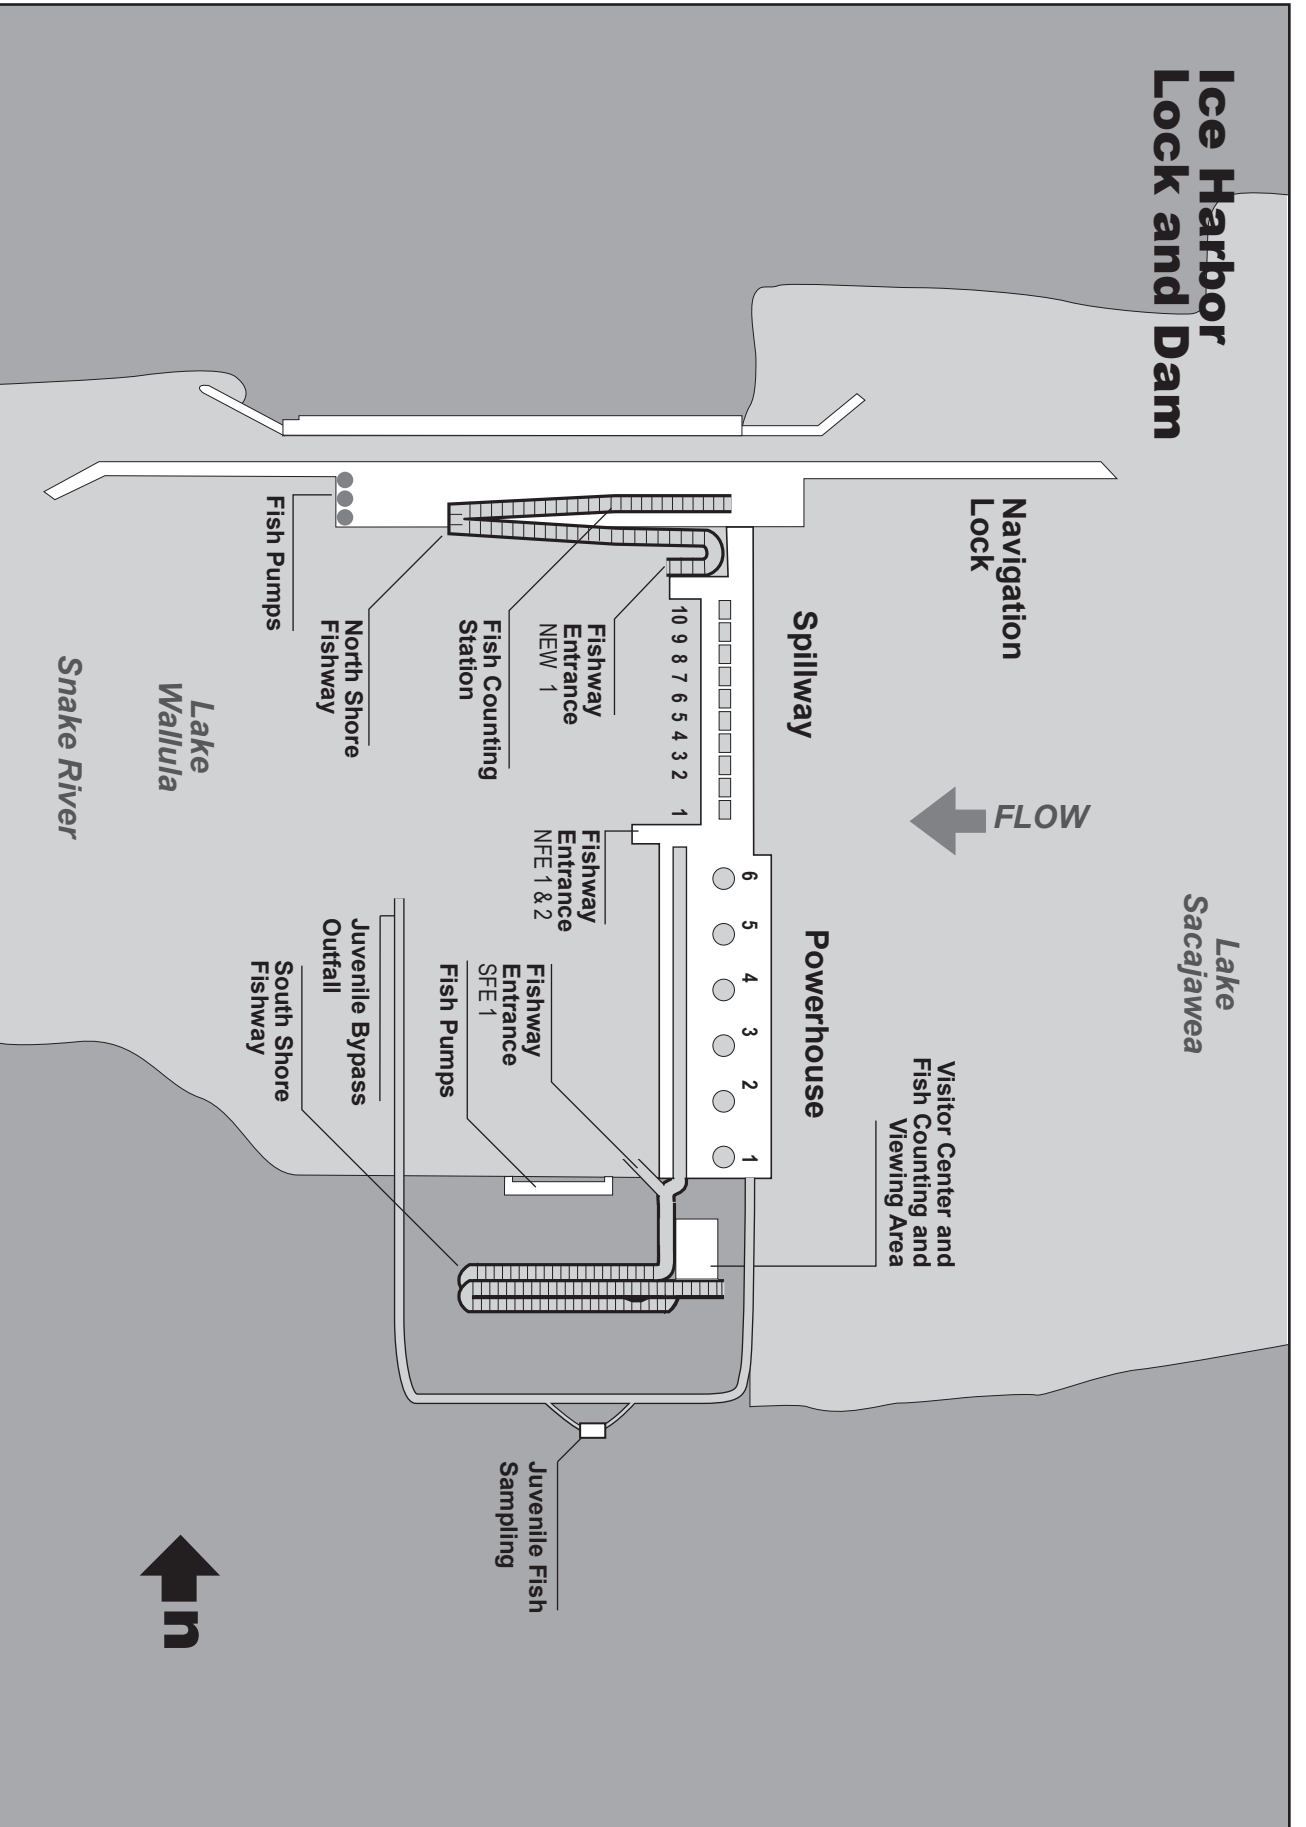 Ice Harbor
Lock and Dam
Navigation
Lock
Lake
Sacajawea
FLOW
Spillway
Powerhouse
Visitor Center and
Fish Counting and
Viewing Area
10 9 8 7 6 5 4 3 2 1
6 5 4 3 2 1
Fishway
Entrance
NEW 1
Fish Counting
Station
North Shore
Fishway
Fish Pumps
Fishway
Entrance
NFE 1 & 2
Fishway
Entrance
SFE 1
Fish Pumps
Juvenile Bypass
Outfall
South Shore
Fishway
Juvenile Fish
Sampling
Lake
Wallula
Snake River
n